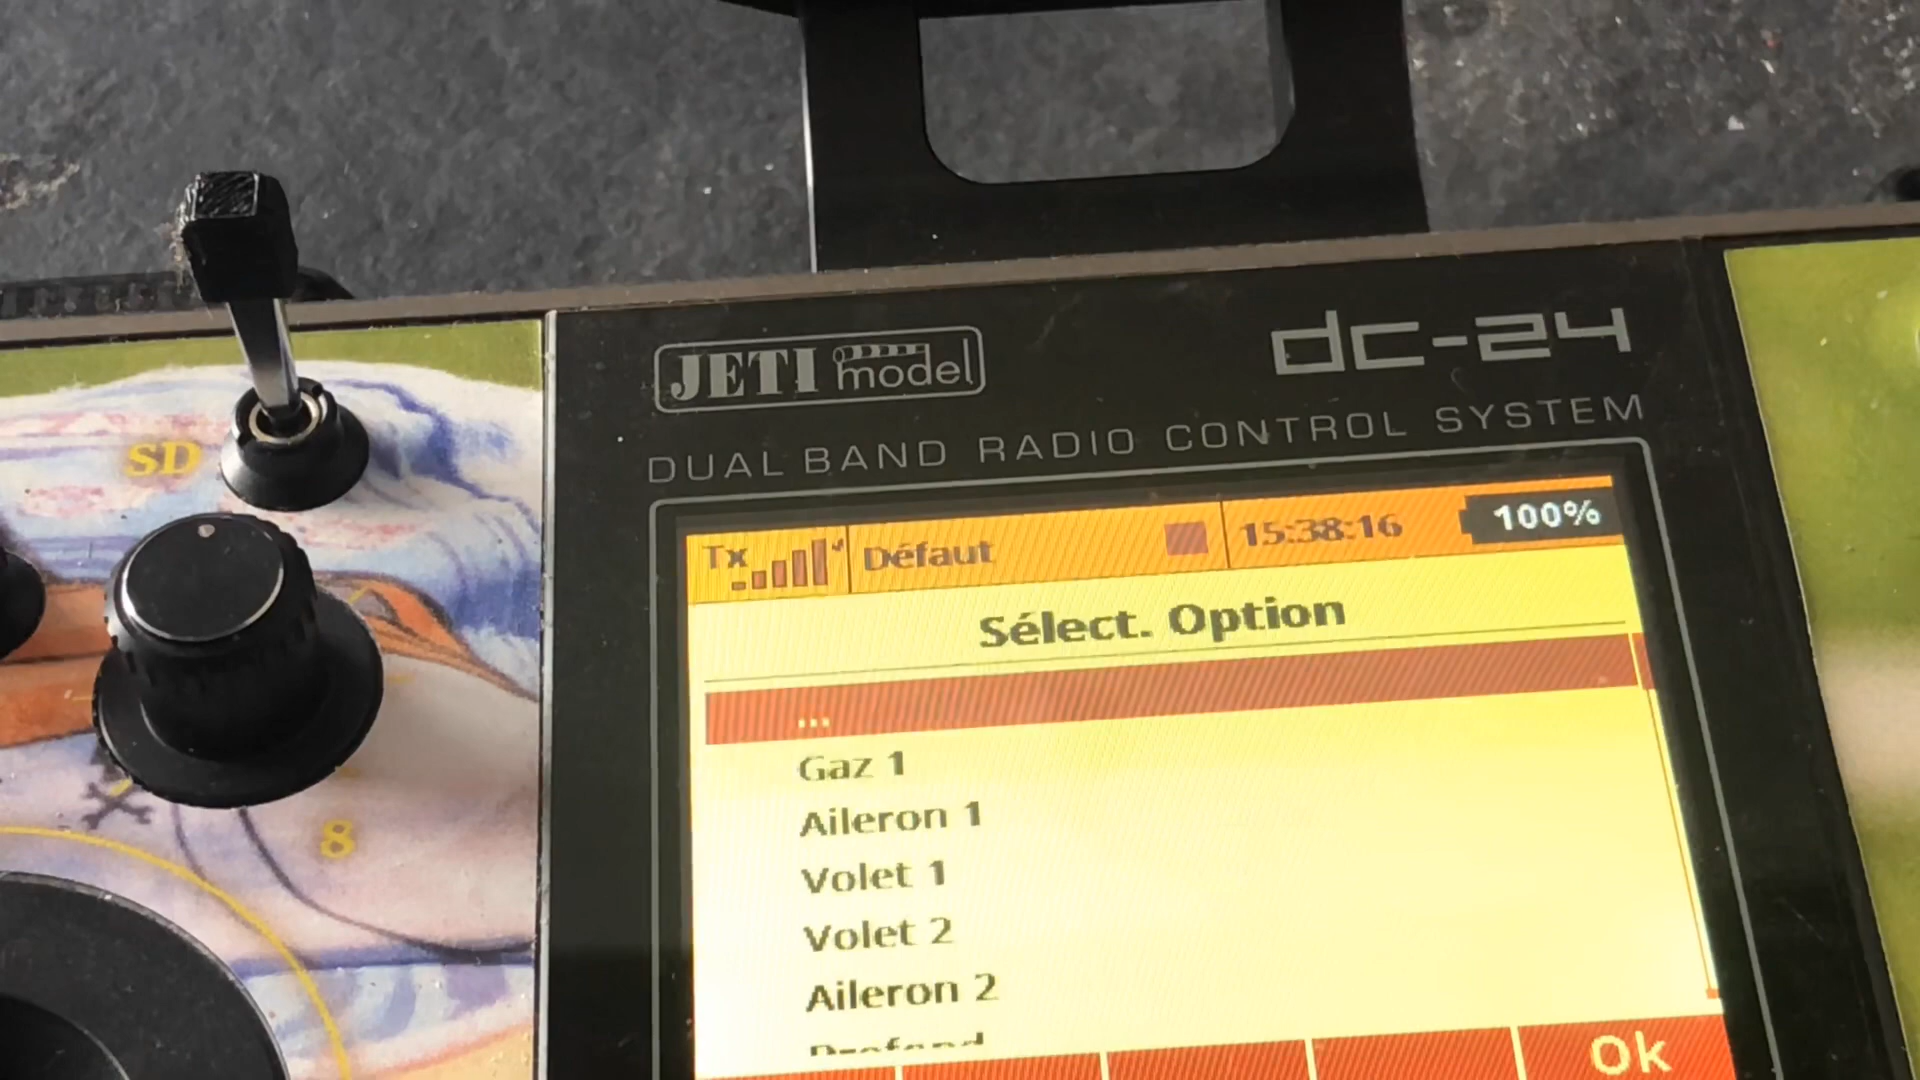 JETI model
dc-24
DUAL BAND RADIO CONTROL SYSTEM
SD
8
Tx Défaut 15:38:16 100%
Sélect. Option
...
Gaz 1
Aileron 1
Volet 1
Volet 2
Aileron 2
Ok